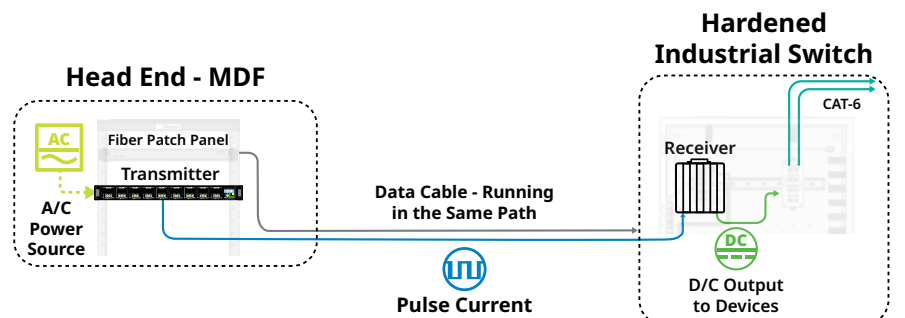 Hardened
Industrial Switch
Head End - MDF
CAT-6
AC
Fiber Patch Panel
Receiver
Transmitter
Data Cable - Running
in the Same Path
A/C
Power
Source
DC
D/C Output
to Devices
Pulse Current